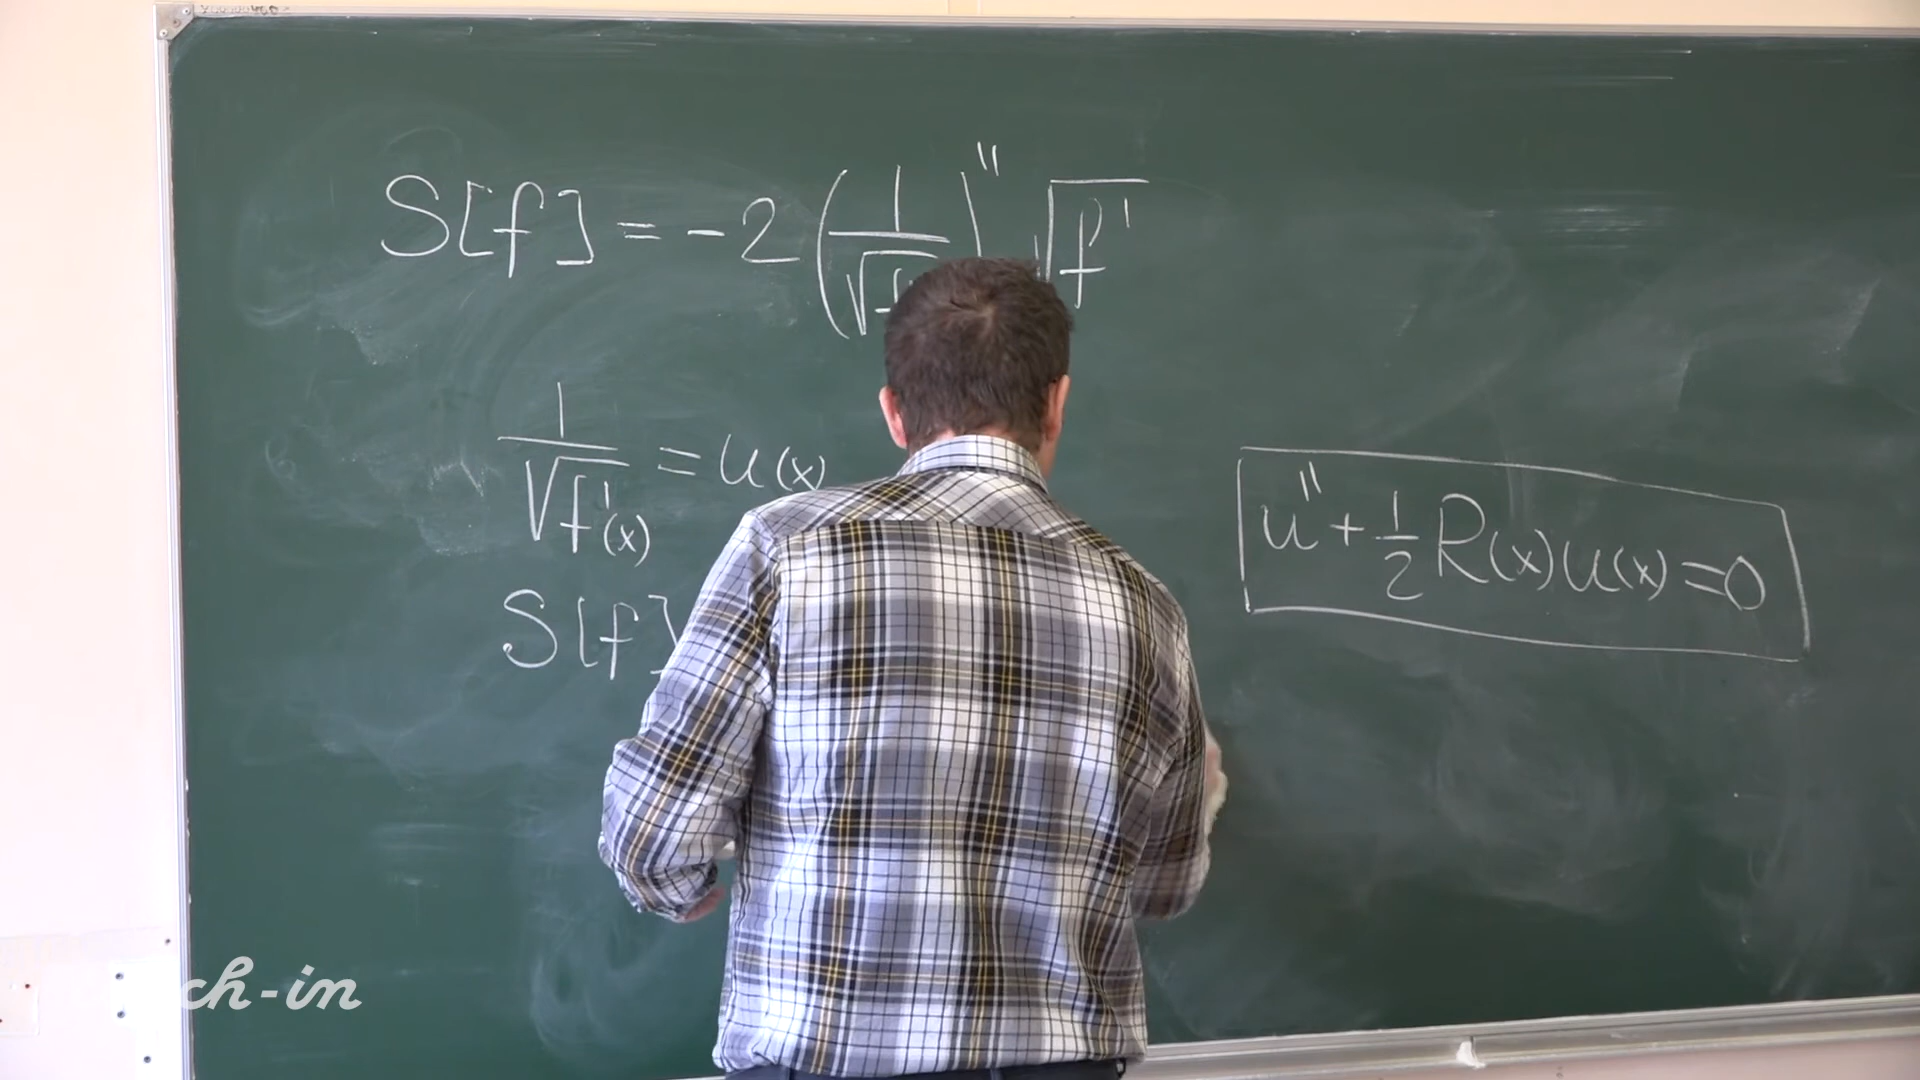 S[f] = -2 (1/√f )'' √f'
1/√f'(x) = u(x)
u'' + 1/2 R(x)u(x) = 0
S[f]
ch-in